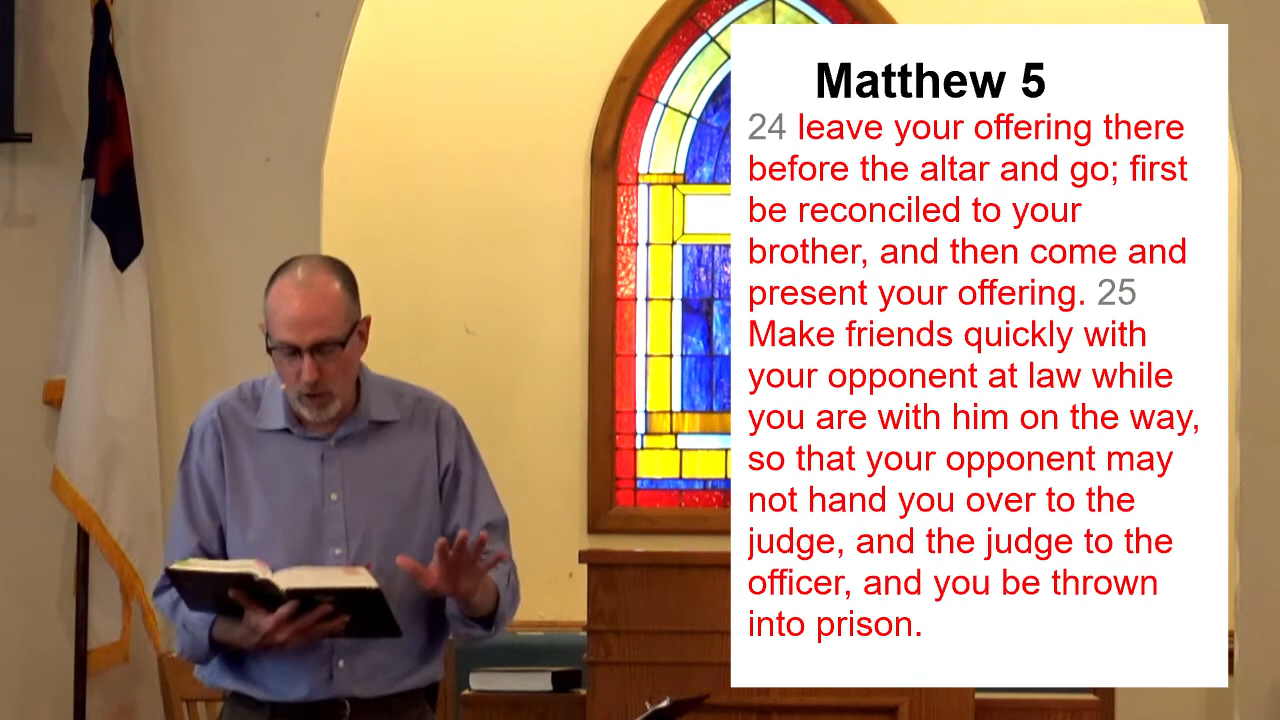 Matthew 5
24 leave your offering there
before the altar and go; first
be reconciled to your
brother, and then come and
present your offering. 25
Make friends quickly with
your opponent at law while
you are with him on the way,
so that your opponent may
not hand you over to the
judge, and the judge to the
officer, and you be thrown
into prison.